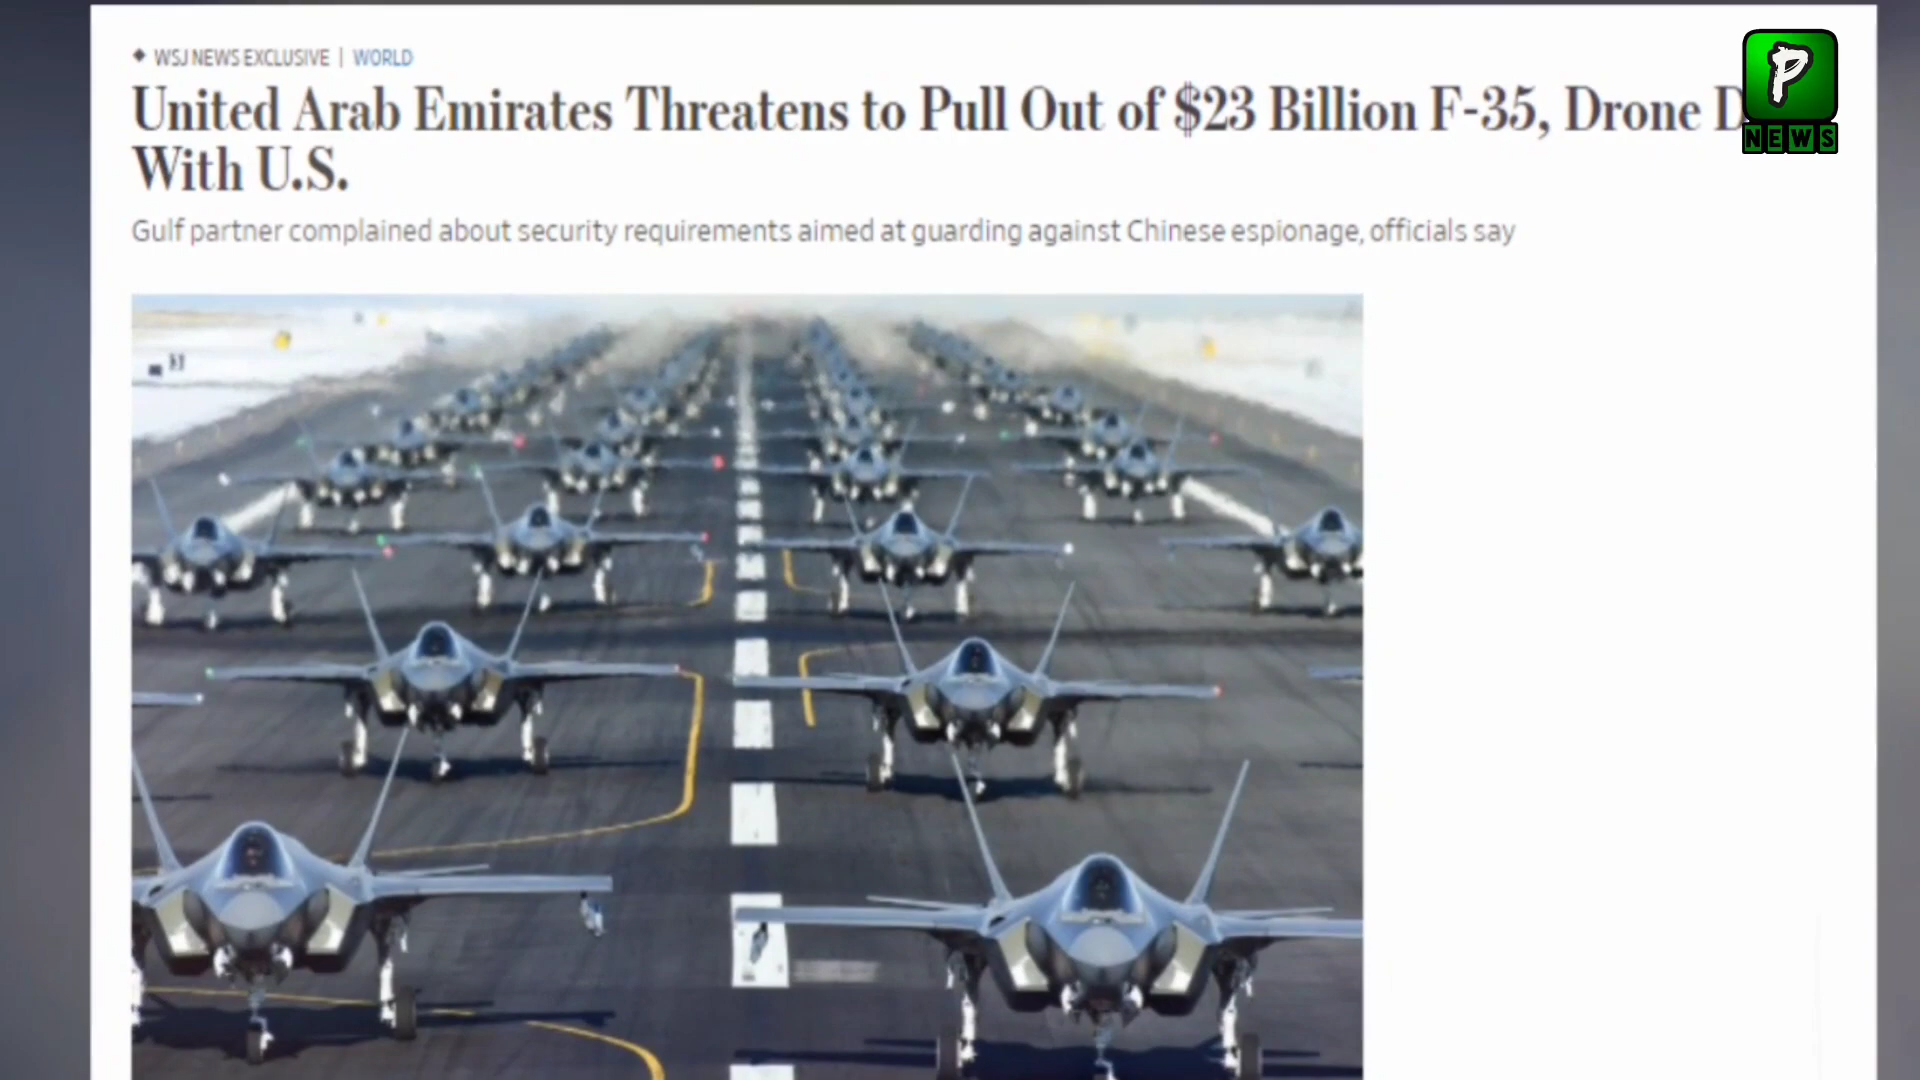 WSJ NEWS EXCLUSIVE | WORLD
United Arab Emirates Threatens to Pull Out of $23 Billion F-35, Drone D
With U.S.
Gulf partner complained about security requirements aimed at guarding against Chinese espionage, officials say
P
NEWS